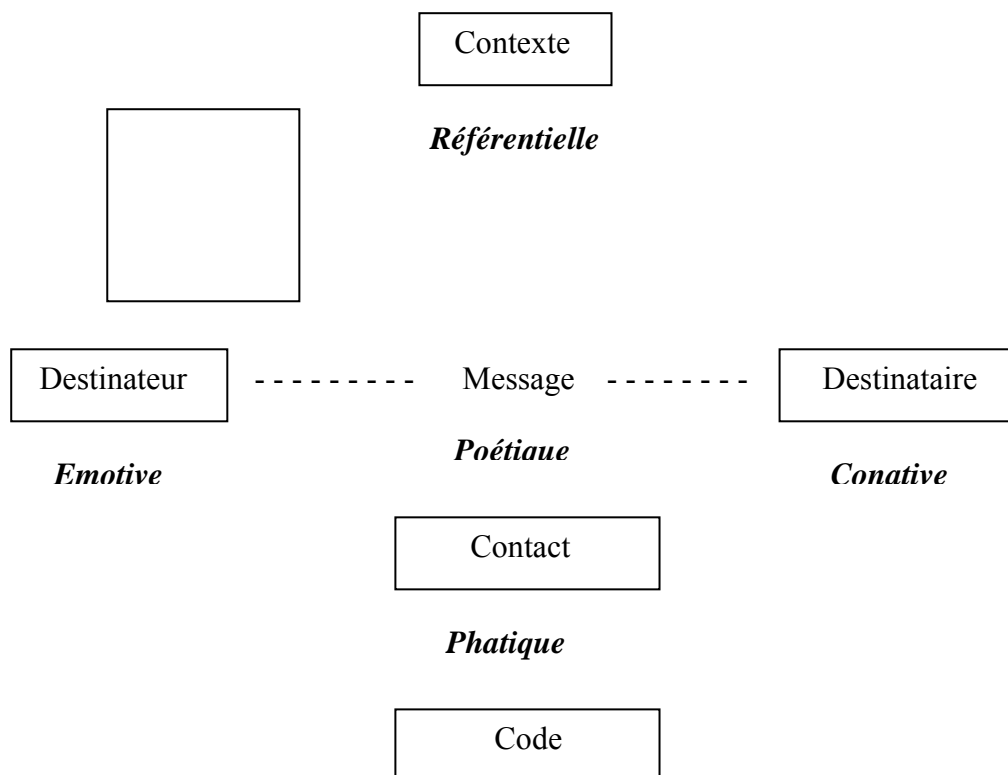 Contexte
Référentielle
Destinateur - - - - - - - - - Message - - - - - - - - Destinataire
Poétique
Emotive Conative
Contact
Phatique
Code